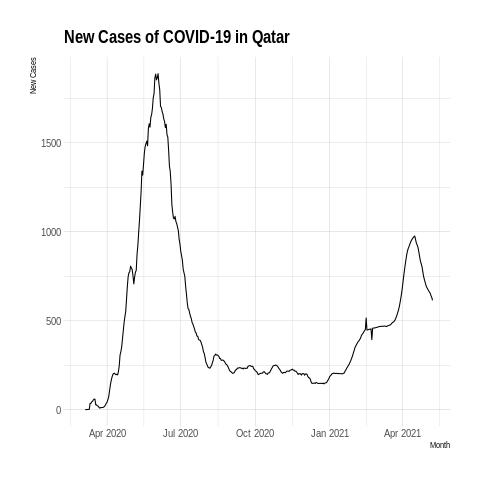 New Cases of COVID-19 in Qatar
New Cases
1500
1000
500
0
Apr 2020 Jul 2020 Oct 2020 Jan 2021 Apr 2021
Month